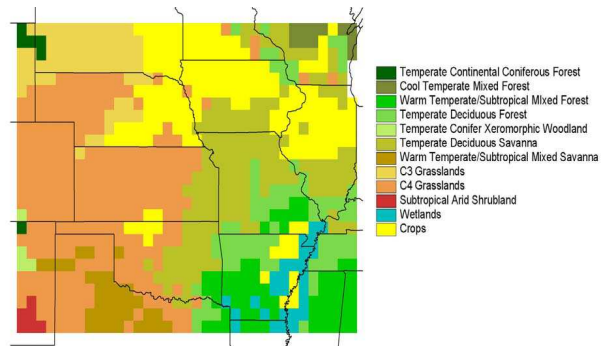 Temperate Continental Coniferous Forest
Cool Temperate Mixed Forest
Warm Temperate/Subtropical MIxed Forest
Temperate Deciduous Forest
Temperate Conifer Xeromorphic Woodland
Temperate Deciduous Savanna
Warm Temperate/Subtropical Mixed Savanna
C3 Grasslands
C4 Grasslands
Subtropical Arid Shrubland
Wetlands
Crops